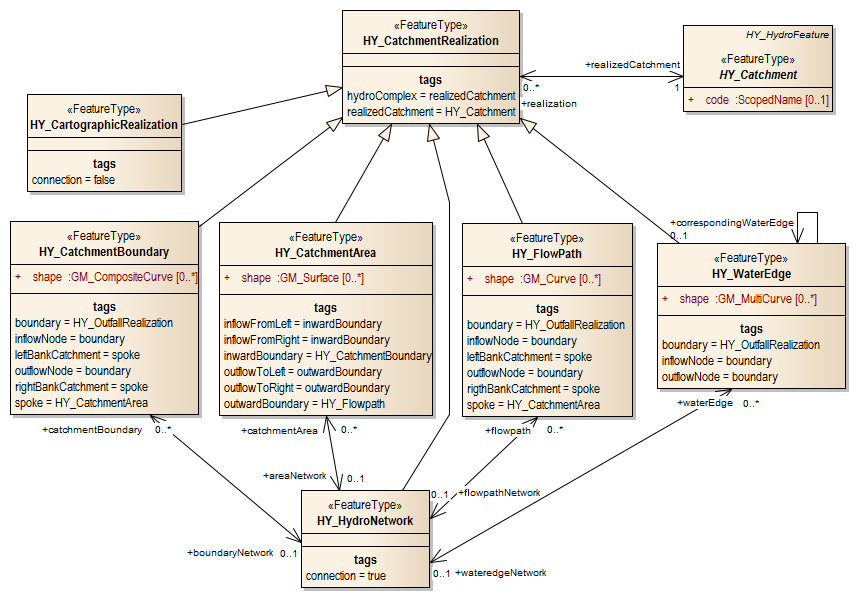 «FeatureType»
HY_CatchmentRealization
tags
hydroComplex = realizedCatchment
realizedCatchment = HY_Catchment
+realizedCatchment
0..*
1
+realization
HY_HydroFeature
«FeatureType»
HY_Catchment
+ code :ScopedName [0..1]
«FeatureType»
HY_CartographicRealization
tags
connection = false
«FeatureType»
HY_CatchmentBoundary
+ shape :GM_CompositeCurve [0..*]
tags
boundary = HY_OutfallRealization
inflowNode = boundary
leftBankCatchment = spoke
outflowNode = boundary
rightBankCatchment = spoke
spoke = HY_CatchmentArea
«FeatureType»
HY_CatchmentArea
+ shape :GM_Surface [0..*]
tags
inflowFromLeft = inwardBoundary
inflowFromRight = inwardBoundary
inwardBoundary = HY_CatchmentBoundary
outflowToLeft = outwardBoundary
outflowToRight = outwardBoundary
outwardBoundary = HY_Flowpath
«FeatureType»
HY_FlowPath
+ shape :GM_Curve [0..*]
tags
boundary = HY_OutfallRealization
inflowNode = boundary
leftBankCatchment = spoke
outflowNode = boundary
rigthBankCatchment = spoke
spoke = HY_CatchmentArea
+correspondingWaterEdge
0..1
«FeatureType»
HY_WaterEdge
+ shape :GM_MultiCurve [0..*]
tags
boundary = HY_OutfallRealization
inflowNode = boundary
outflowNode = boundary
+catchmentBoundary 0..*
+catchmentArea 0..*
+flowpath 0..*
+waterEdge 0..*
+areaNetwork 0..1
0..1 +flowpathNetwork
+boundaryNetwork 0..1
0..1 +wateredgeNetwork
«FeatureType»
HY_HydroNetwork
tags
connection = true